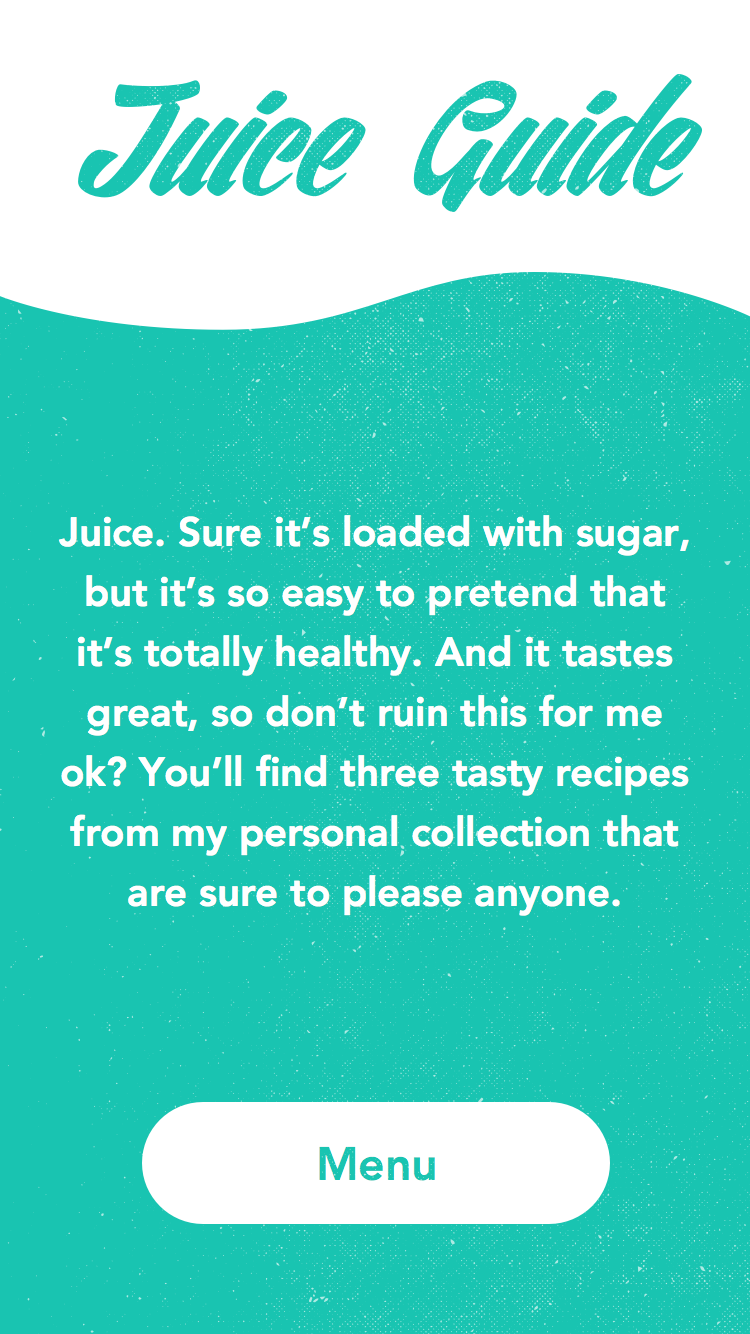 Juice Guide
Juice. Sure it’s loaded with sugar,
but it’s so easy to pretend that
it’s totally healthy. And it tastes
great, so don’t ruin this for me
ok? You’ll find three tasty recipes
from my personal collection that
are sure to please anyone.
Menu